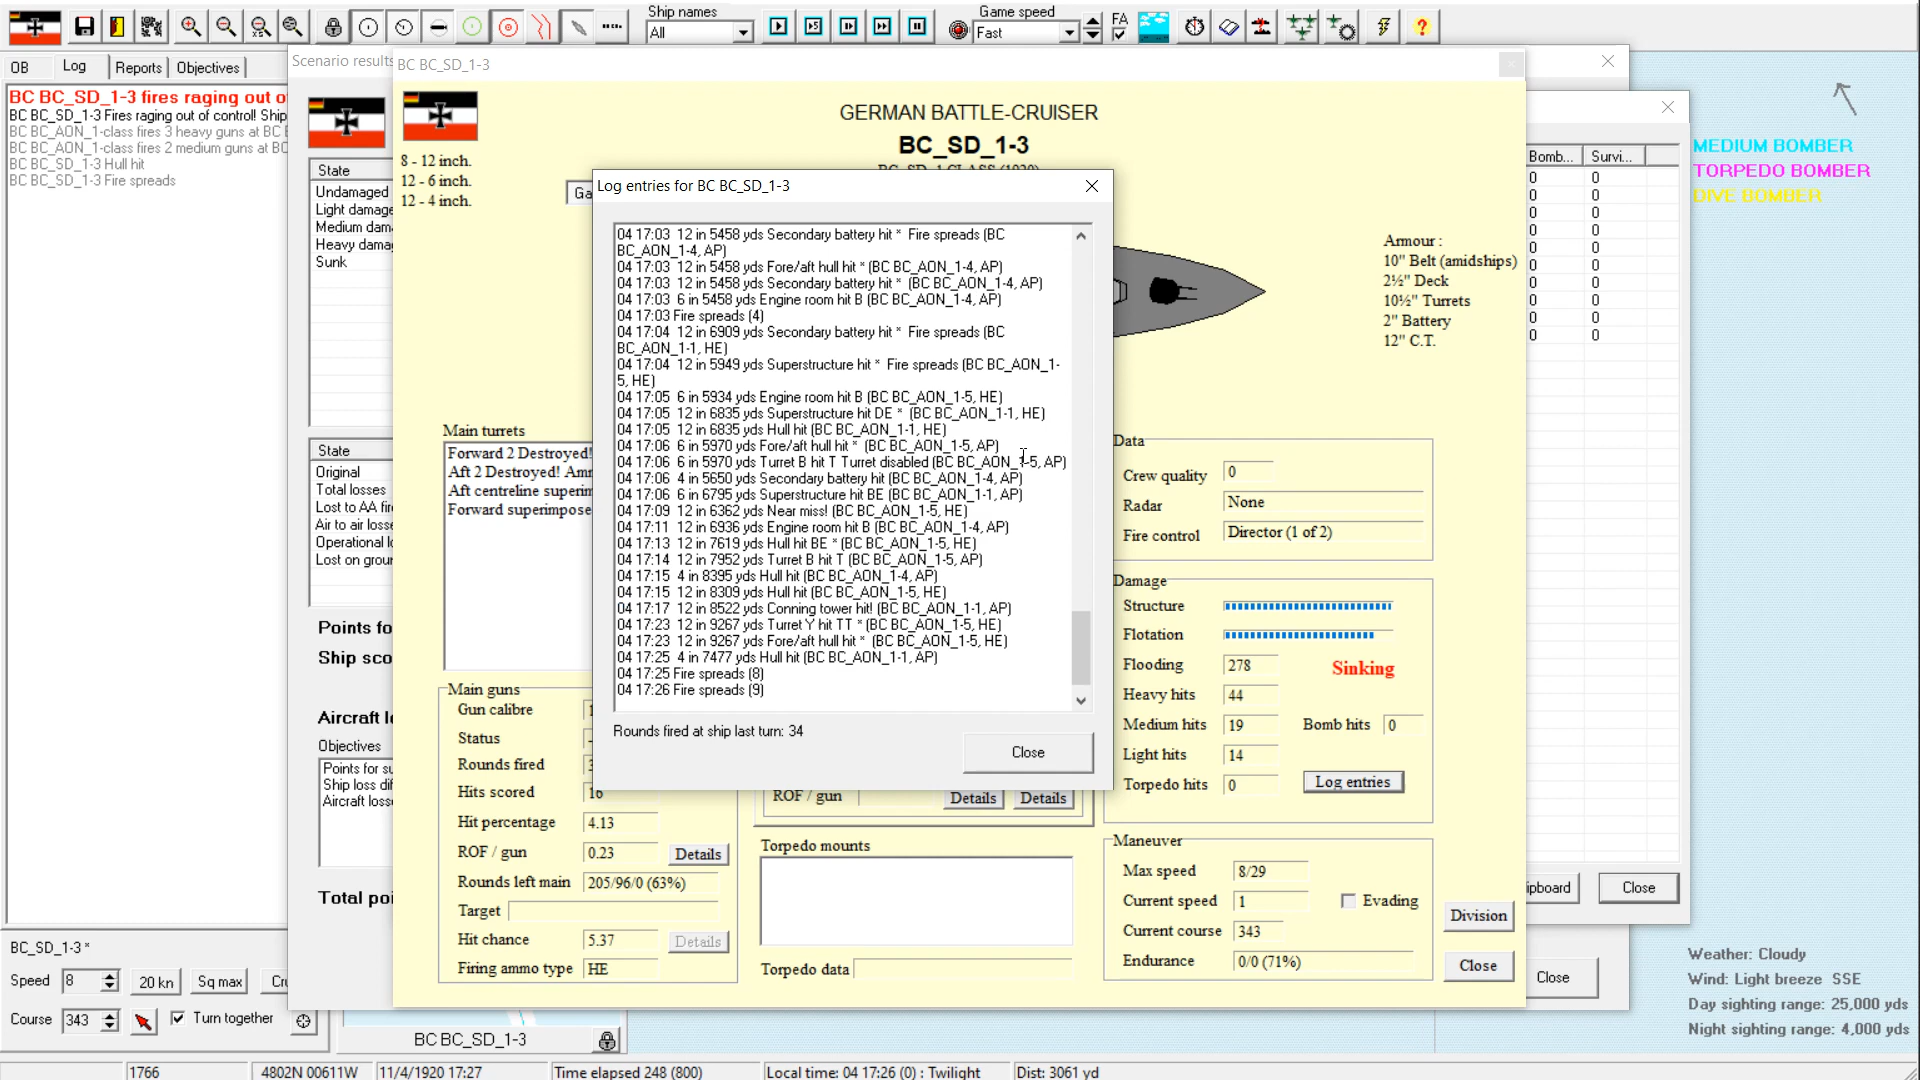 Ship names
All
Game speed
Fast
FA
OB
Log
Reports
Objectives
BC BC_SD_1-3 fires raging out o
BC BC_SD_1-3 Fires raging out of control! Ship
BC BC_AON_1-class fires 3 heavy guns at BC
BC BC_AON_1-class fires 2 medium guns at BC
BC BC_SD_1-3 Hull hit
BC BC_SD_1-3 Fire spreads
Scenario results
State
Undamaged
Light damage
Medium dam
Heavy dama
Sunk
State
Original
Total losses
Lost to AA fir
Air to air losse
Operational l
Lost on grour
Points fo
Ship sco
Aircraft l
Objectives
Points for su
Ship loss dif
Aircraft loss
Total poi
BC BC_SD_1-3
GERMAN BATTLE-CRUISER
BC_SD_1-3
8 - 12 inch.
12 - 6 inch.
12 - 4 inch.
Ga
Log entries for BC BC_SD_1-3
04 17:03 12 in 5458 yds Secondary battery hit * Fire spreads (BC
BC_AON_1-4, AP)
04 17:03 12 in 5458 yds Fore/aft hull hit * (BC BC_AON_1-4, AP)
04 17:03 12 in 5458 yds Secondary battery hit * (BC BC_AON_1-4, AP)
04 17:03 6 in 5458 yds Engine room hit B (BC BC_AON_1-4, AP)
04 17:03 Fire spreads (4)
04 17:04 12 in 6909 yds Secondary battery hit * Fire spreads (BC
BC_AON_1-1, HE)
04 17:04 12 in 5949 yds Superstructure hit * Fire spreads (BC BC_AON_1-
5, HE)
04 17:05 6 in 5934 yds Engine room hit B (BC BC_AON_1-5, HE)
04 17:05 12 in 6835 yds Superstructure hit DE * (BC BC_AON_1-1, HE)
04 17:05 12 in 6835 yds Hull hit (BC BC_AON_1-1, HE)
04 17:06 6 in 5970 yds Fore/aft hull hit * (BC BC_AON_1-5, AP)
04 17:06 6 in 5970 yds Turret B hit T Turret disabled (BC BC_AON_1-5, AP)
04 17:06 4 in 5650 yds Secondary battery hit (BC BC_AON_1-4, AP)
04 17:06 6 in 6795 yds Superstructure hit BE (BC BC_AON_1-1, AP)
04 17:09 12 in 6362 yds Near miss! (BC BC_AON_1-5, HE)
04 17:11 12 in 6936 yds Engine room hit B (BC BC_AON_1-4, AP)
04 17:13 12 in 7619 yds Hull hit BE * (BC BC_AON_1-5, HE)
04 17:14 12 in 7952 yds Turret B hit T (BC BC_AON_1-5, AP)
04 17:15 4 in 8395 yds Hull hit (BC BC_AON_1-4, AP)
04 17:15 12 in 8309 yds Hull hit (BC BC_AON_1-5, HE)
04 17:17 12 in 8522 yds Conning tower hit! (BC BC_AON_1-1, AP)
04 17:23 12 in 9267 yds Turret Y hit TT * (BC BC_AON_1-5, HE)
04 17:23 12 in 9267 yds Fore/aft hull hit * (BC BC_AON_1-5, HE)
04 17:25 4 in 7477 yds Hull hit (BC BC_AON_1-1, AP)
04 17:25 Fire spreads (8)
04 17:26 Fire spreads (9)
Rounds fired at ship last turn: 34
Close
Armour :
10" Belt (amidships)
2½" Deck
10½" Turrets
2" Battery
12" C.T.
Main turrets
Forward 2 Destroyed!
Aft 2 Destroyed! Am
Aft centreline superim
Forward superimpose
Main guns
Gun calibre
Status
Rounds fired
Hits scored 16
Hit percentage 4.13
ROF / gun 0.23 Details
Rounds left main 205/96/0 (63%)
Target
Hit chance 5.37 Details
Firing ammo type HE
ROF / gun Details Details
Torpedo mounts
Torpedo data
Data
Crew quality 0
Radar None
Fire control Director (1 of 2)
Damage
Structure
Flotation
Flooding 278 Sinking
Heavy hits 44
Medium hits 19 Bomb hits 0
Light hits 14
Torpedo hits 0 Log entries
Maneuver
Max speed 8/29
Current speed 1 Evading
Current course 343
Endurance 0/0 (71%)
Division
Close
Bomb... Survi...
0 0
0 0
0 0
0 0
0 0
0 0
0 0
0 0
0 0
0 0
ipboard
Close
Close
MEDIUM BOMBER
TORPEDO BOMBER
DIVE BOMBER
Weather: Cloudy
Wind: Light breeze SSE
Day sighting range: 25,000 yds
Night sighting range: 4,000 yds
BC_SD_1-3 *
Speed 8 20 kn Sq max Cru
Course 343 Turn together
BC BC_SD_1-3
1766
4802N 00611W
11/4/1920 17:27
Time elapsed 248 (800)
Local time: 04 17:26 (0) : Twilight
Dist: 3061 yd